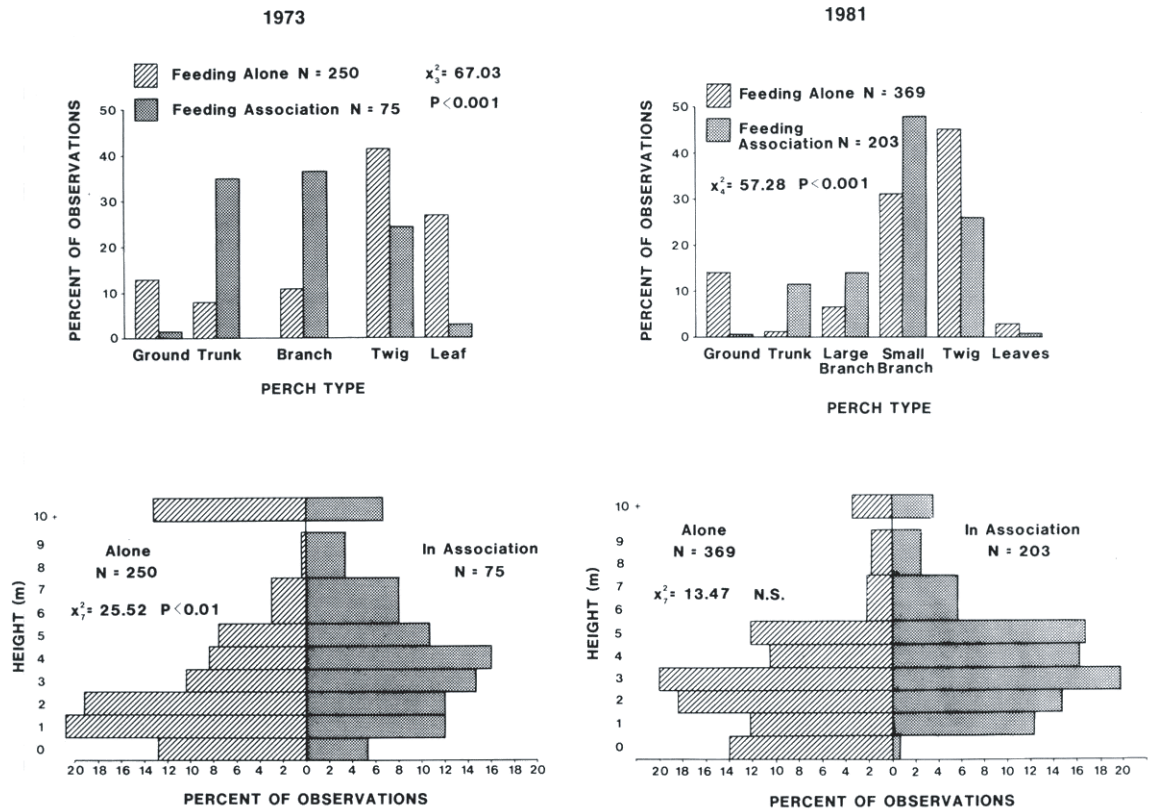 1973
Feeding Alone N = 250
x²₃= 67.03
Feeding Association N = 75
P<0.001
PERCENT OF OBSERVATIONS
50
40
30
20
10
0
Ground Trunk Branch Twig Leaf
PERCH TYPE
1981
Feeding Alone N = 369
Feeding
Association N = 203
x²₄= 57.28 P<0.001
PERCENT OF OBSERVATIONS
50
40
30
20
10
0
Ground Trunk Large Small Twig Leaves
Branch Branch
PERCH TYPE
HEIGHT (m)
10 +
9
8
7
6
5
4
3
2
1
0
Alone
N = 250
x²₇= 25.52 P<0.01
In Association
N = 75
20 18 16 14 12 10 8 6 4 2 0 2 4 6 8 10 12 14 16 18 20
PERCENT OF OBSERVATIONS
HEIGHT (m)
10 +
9
8
7
6
5
4
3
2
1
0
Alone
N = 369
x²₇= 13.47 N.S.
In Association
N = 203
20 18 16 14 12 10 8 6 4 2 0 2 4 6 8 10 12 14 16 18 20
PERCENT OF OBSERVATIONS